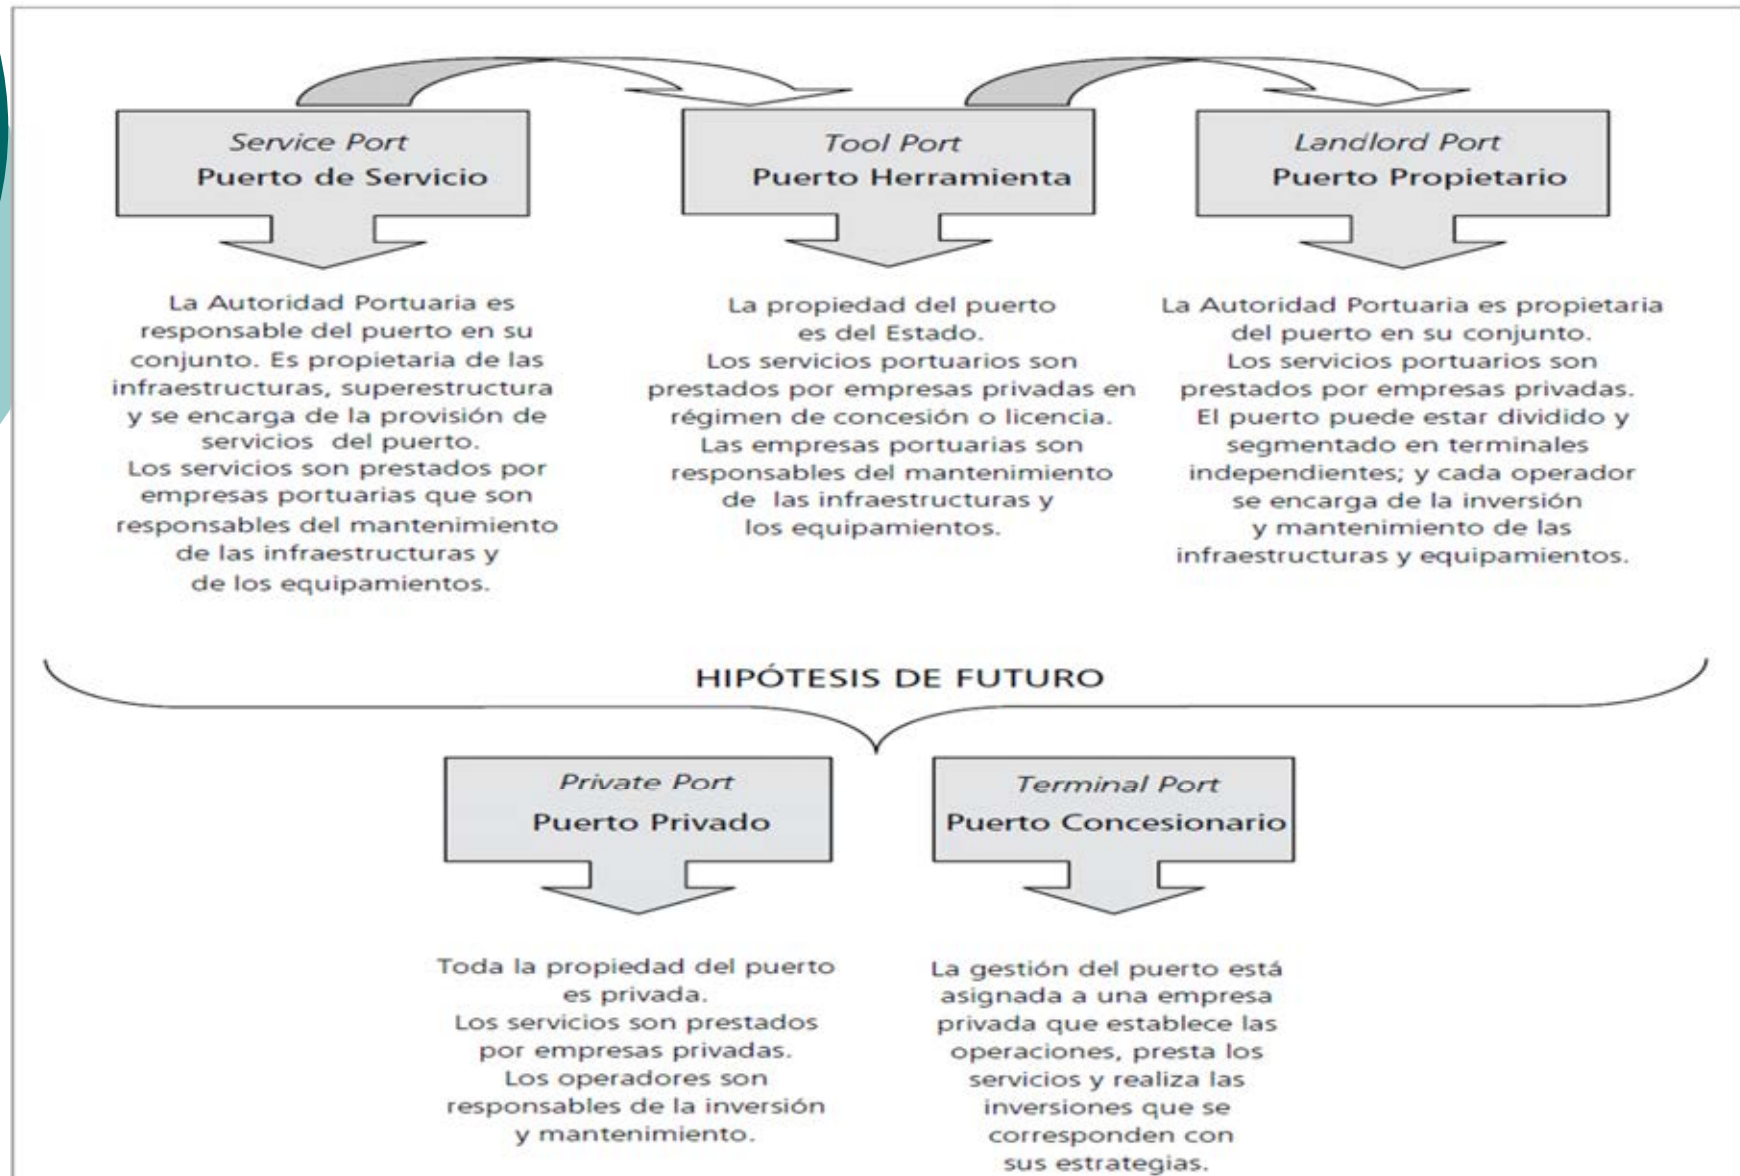 Service Port
Puerto de Servicio
La Autoridad Portuaria es
responsable del puerto en su
conjunto. Es propietaria de las
infraestructuras, superestructura
y se encarga de la provisión de
servicios del puerto.
Los servicios son prestados por
empresas portuarias que son
responsables del mantenimiento
de las infraestructuras y
de los equipamientos.
Tool Port
Puerto Herramienta
La propiedad del puerto
es del Estado.
Los servicios portuarios son
prestados por empresas privadas en
régimen de concesión o licencia.
Las empresas portuarias son
responsables del mantenimiento
de las infraestructuras y
los equipamientos.
Landlord Port
Puerto Propietario
La Autoridad Portuaria es propietaria
del puerto en su conjunto.
Los servicios portuarios son
prestados por empresas privadas.
El puerto puede estar dividido y
segmentado en terminales
independientes; y cada operador
se encarga de la inversión
y mantenimiento de las
infraestructuras y equipamientos.
HIPÓTESIS DE FUTURO
Private Port
Puerto Privado
Toda la propiedad del puerto
es privada.
Los servicios son prestados
por empresas privadas.
Los operadores son
responsables de la inversión
y mantenimiento.
Terminal Port
Puerto Concesionario
La gestión del puerto está
asignada a una empresa
privada que establece las
operaciones, presta los
servicios y realiza las
inversiones que se
corresponden con
sus estrategias.